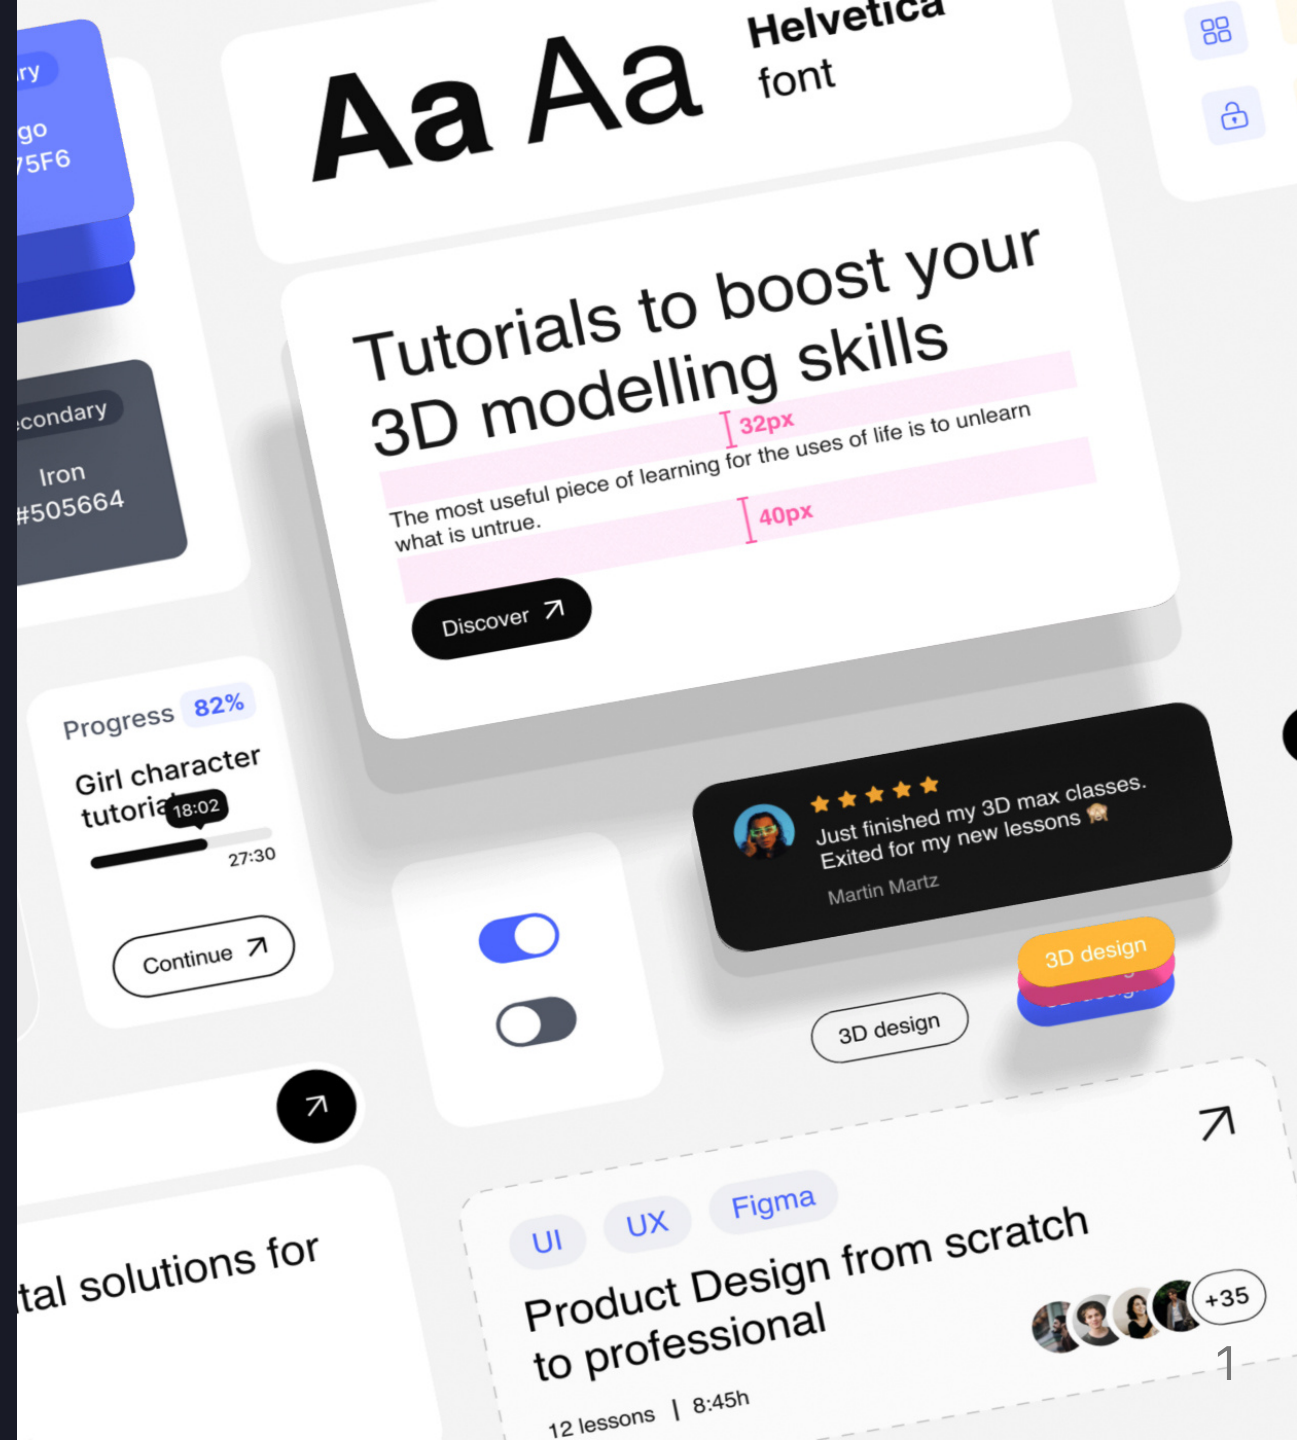 Aa Aa
Helvetica
font
ry
go
75F6
Tutorials to boost your
3D modelling skills
32px
The most useful piece of learning for the uses of life is to unlearn
what is untrue.
40px
Discover
econdary
Iron
#505664
Progress 82%
Girl character
tutorial
18:02
27:30
Continue
Just finished my 3D max classes.
Exited for my new lessons 🙈
Martin Martz
3D design
3D design
3D design
UI
UX
Figma
Product Design from scratch
to professional
12 lessons | 8:45h
+35
tal solutions for
1